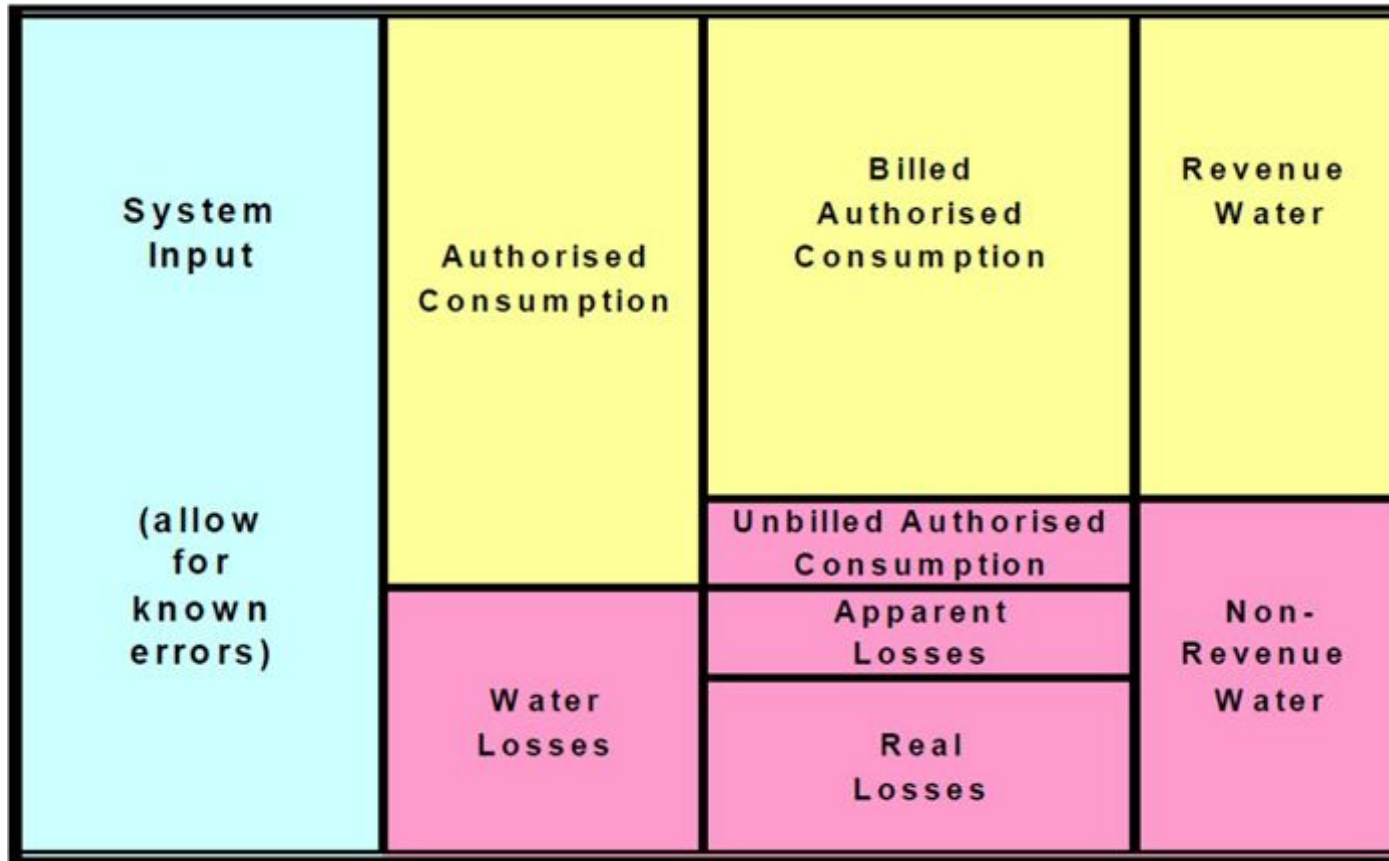 System
Input
(allow
for
known
errors)
Authorised
Consumption
Water
Losses
Billed
Authorised
Consumption
Unbilled Authorised
Consumption
Apparent
Losses
Real
Losses
Revenue
Water
Non-
Revenue
Water